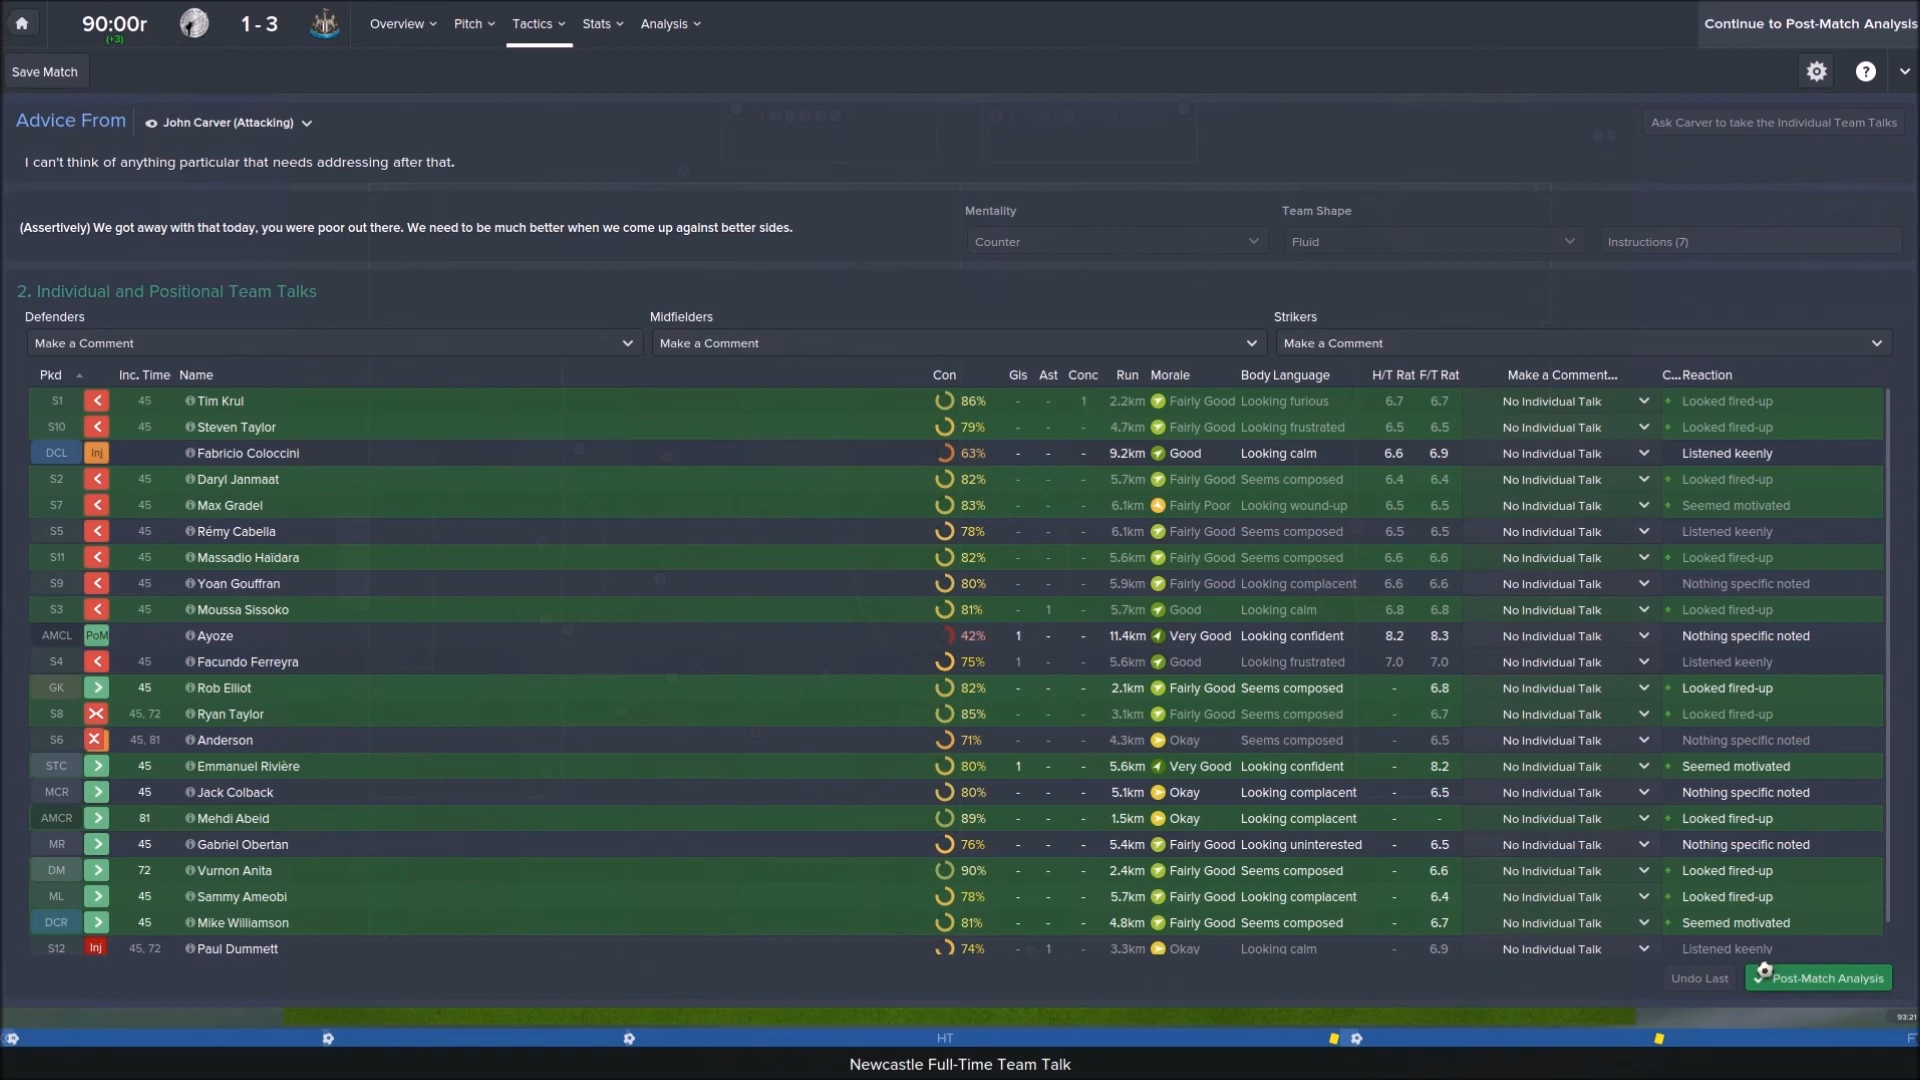 90:00r 1 - 3 Overview Pitch Tactics Stats Analysis Continue to Post-Match Analysis
(+3)
Save Match ?
Advice From John Carver (Attacking) Ask Carver to take the Individual Team Talks
I can't think of anything particular that needs addressing after that.
Mentality Team Shape
(Assertively) We got away with that today, you were poor out there. We need to be much better when we come up against better sides.
Counter Fluid Instructions (7)
2. Individual and Positional Team Talks
Defenders Midfielders Strikers
Make a Comment Make a Comment Make a Comment
Pkd Inc. Time Name Con Gls Ast Conc Run Morale Body Language H/T Rat F/T Rat Make a Comment... C... Reaction
S1 45 Tim Krul 86% - - 1 2.2km Fairly Good Looking furious 6.7 6.7 No Individual Talk Looked fired-up
S10 45 Steven Taylor 79% - - - 4.7km Fairly Good Looking frustrated 6.5 6.5 No Individual Talk Looked fired-up
DCL Inj Fabricio Coloccini 63% - - - 9.2km Good Looking calm 6.6 6.9 No Individual Talk Listened keenly
S2 45 Daryl Janmaat 82% - - - 5.7km Fairly Good Seems composed 6.4 6.4 No Individual Talk Looked fired-up
S7 45 Max Gradel 83% - - - 6.1km Fairly Poor Looking wound-up 6.5 6.5 No Individual Talk Seemed motivated
S5 45 Rémy Cabella 78% - - - 6.1km Fairly Good Seems composed 6.5 6.5 No Individual Talk Listened keenly
S11 45 Massadio Haïdara 82% - - - 5.6km Fairly Good Seems composed 6.6 6.6 No Individual Talk Looked fired-up
S9 45 Yoan Gouffran 80% - - - 5.9km Fairly Good Looking complacent 6.6 6.6 No Individual Talk Nothing specific noted
S3 45 Moussa Sissoko 81% - 1 - 5.7km Good Looking calm 6.8 6.8 No Individual Talk Looked fired-up
AMCL PoM Ayoze 42% 1 - - 11.4km Very Good Looking confident 8.2 8.3 No Individual Talk Nothing specific noted
S4 45 Facundo Ferreyra 75% 1 - - 5.6km Good Looking frustrated 7.0 7.0 No Individual Talk Listened keenly
GK 45 Rob Elliot 82% - - - 2.1km Fairly Good Seems composed - 6.8 No Individual Talk Looked fired-up
S8 45, 72 Ryan Taylor 85% - - - 3.1km Fairly Good Seems composed - 6.7 No Individual Talk Looked fired-up
S6 45, 81 Anderson 71% - - - 4.3km Okay Seems composed - 6.5 No Individual Talk Nothing specific noted
STC 45 Emmanuel Rivière 80% 1 - - 5.6km Very Good Looking confident - 8.2 No Individual Talk Seemed motivated
MCR 45 Jack Colback 80% - - - 5.1km Okay Looking complacent - 6.5 No Individual Talk Nothing specific noted
AMCR 81 Mehdi Abeid 89% - - - 1.5km Okay Looking complacent - - No Individual Talk Looked fired-up
MR 45 Gabriel Obertan 76% - - - 5.4km Fairly Good Looking uninterested - 6.5 No Individual Talk Nothing specific noted
DM 72 Vurnon Anita 90% - - - 2.4km Fairly Good Seems composed - 6.6 No Individual Talk Looked fired-up
ML 45 Sammy Ameobi 78% - - - 5.7km Fairly Good Looking complacent - 6.4 No Individual Talk Looked fired-up
DCR 45 Mike Williamson 81% - - - 4.8km Fairly Good Seems composed - 6.7 No Individual Talk Seemed motivated
S12 Inj 45, 72 Paul Dummett 74% - 1 - 3.3km Okay Looking calm - 6.9 No Individual Talk Listened keenly
Undo Last Post-Match Analysis
93:21
HT
Newcastle Full-Time Team Talk